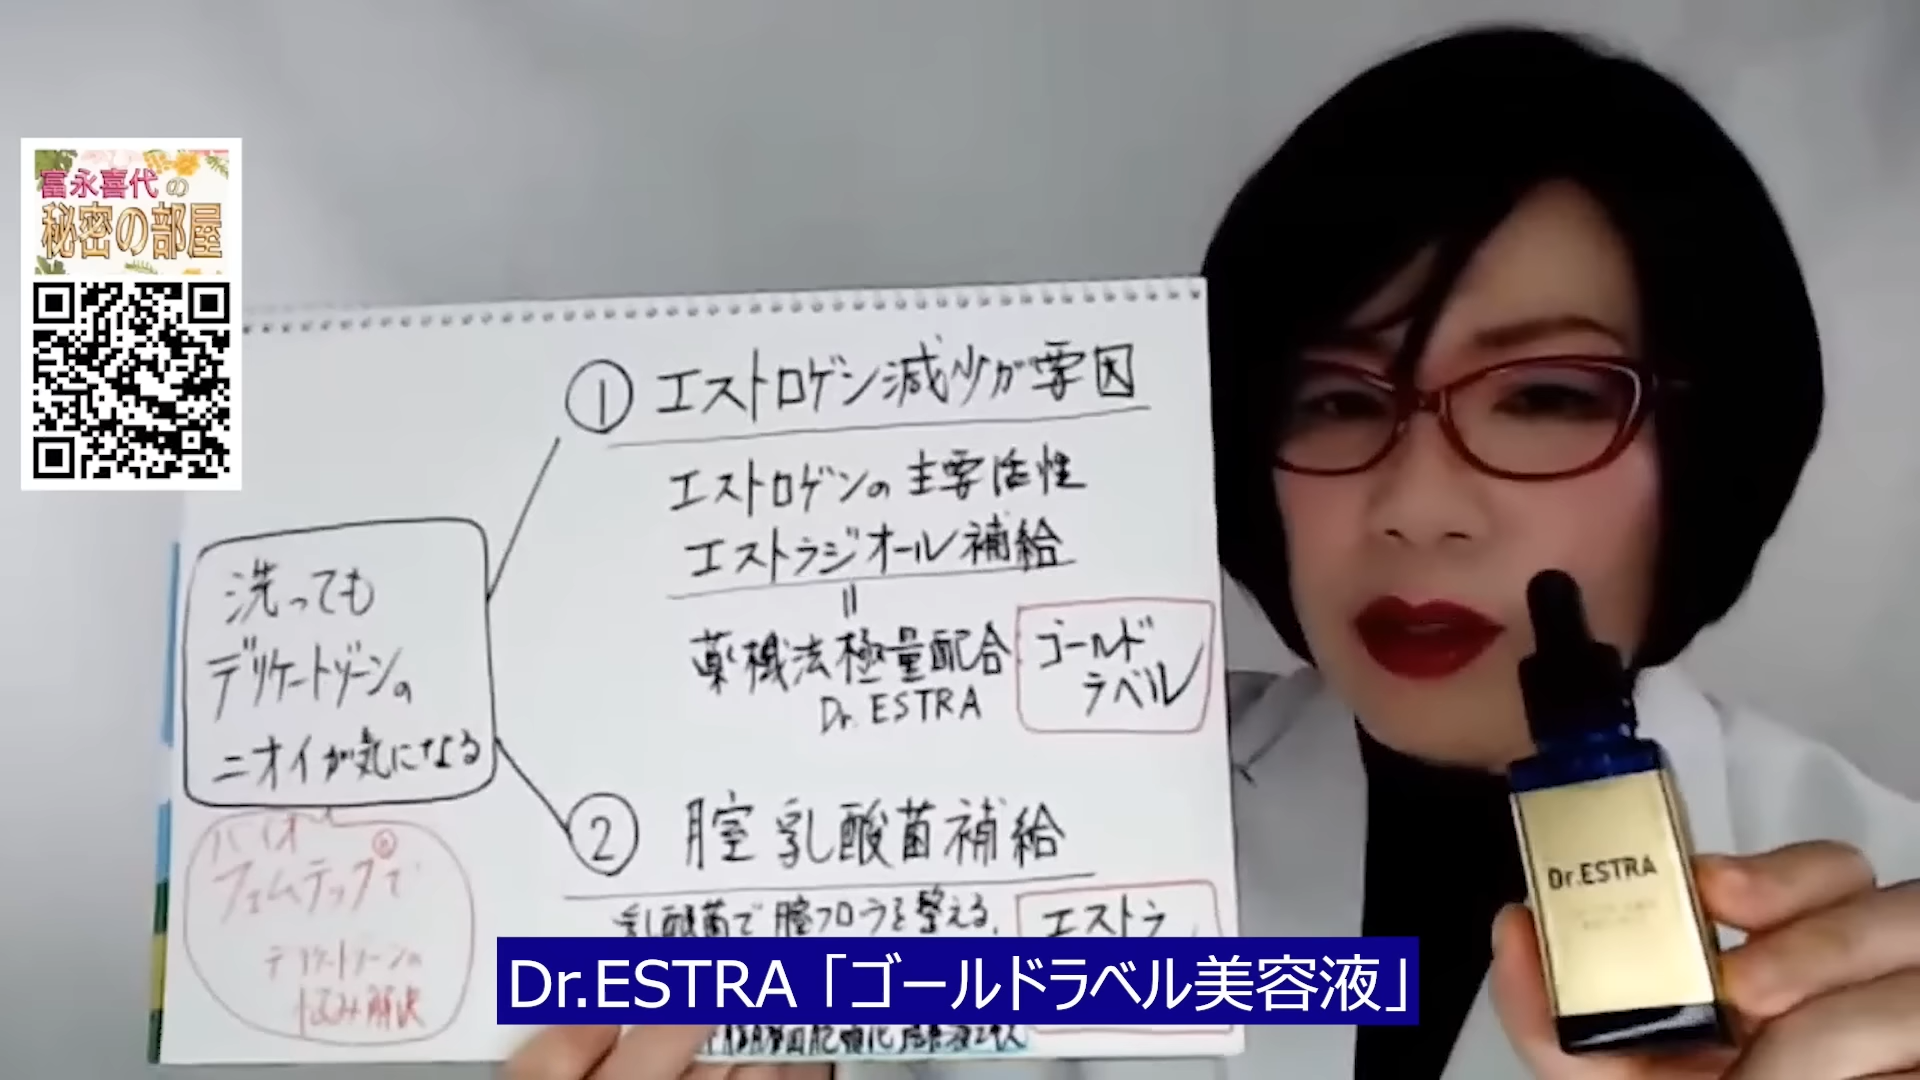 富永喜代の
秘密の部屋
① エストロゲン減少が要因
エストロゲンの主要活性
エストラジオール補給
=
薬機法極量配合
Dr. ESTRA
ゴールド
ラベル
洗っても
デリケートゾーンの
ニオイが気になる
バイオ
フェムテック®で
デリケートゾーンの
悩み解決
② 腟乳酸菌補給
乳酸菌で腟フローラを整える。
エストラ
Dr.ESTRA「ゴールドラベル美容液」
Dr.ESTRA